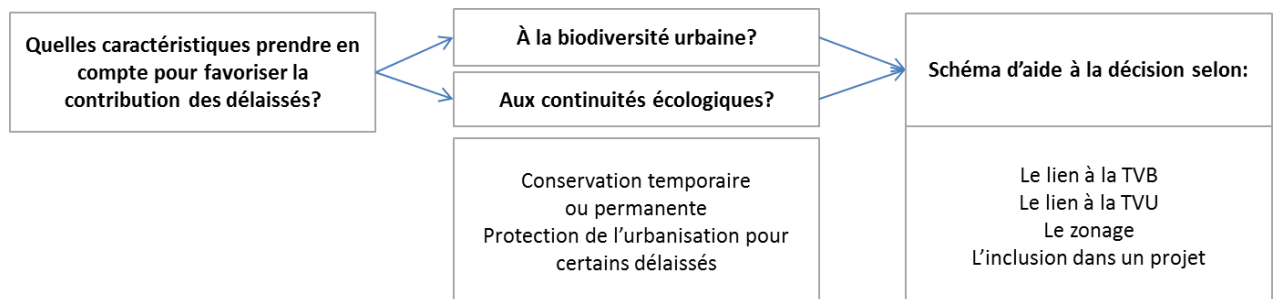 Quelles caractéristiques prendre en
compte pour favoriser la
contribution des délaissés?
À la biodiversité urbaine?
Aux continuités écologiques?
Conservation temporaire
ou permanente
Protection de l’urbanisation pour
certains délaissés
Schéma d’aide à la décision selon:
Le lien à la TVB
Le lien à la TVU
Le zonage
L’inclusion dans un projet